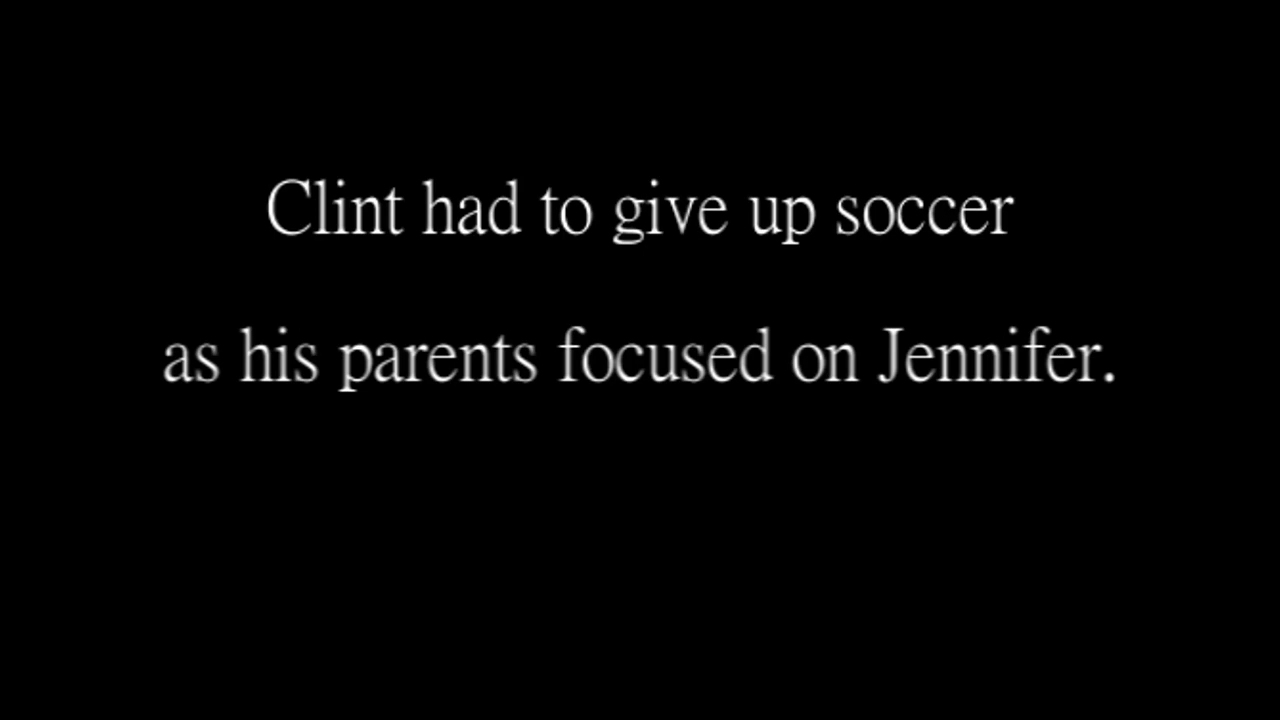 Clint had to give up soccer
as his parents focused on Jennifer.